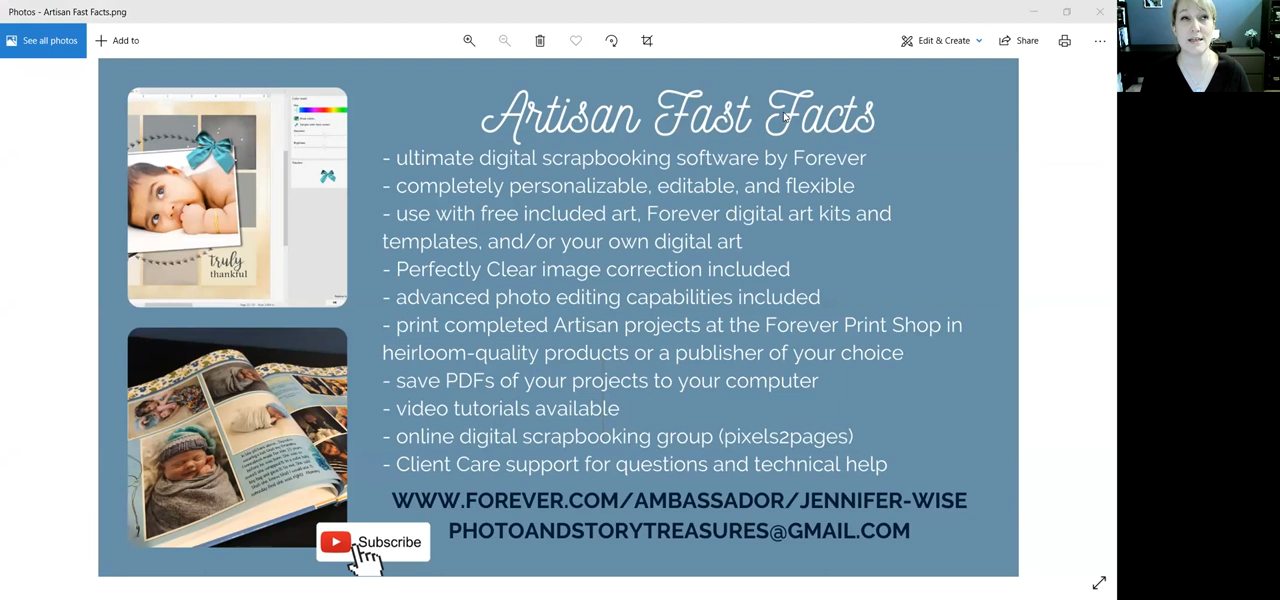 Photos - Artisan Fast Facts.png
See all photos
Add to
Edit & Create
Share
Artisan Fast Facts
- ultimate digital scrapbooking software by Forever
- completely personalizable, editable, and flexible
- use with free included art, Forever digital art kits and
templates, and/or your own digital art
- Perfectly Clear image correction included
- advanced photo editing capabilities included
- print completed Artisan projects at the Forever Print Shop in
heirloom-quality products or a publisher of your choice
- save PDFs of your projects to your computer
- video tutorials available
- online digital scrapbooking group (pixels2pages)
- Client Care support for questions and technical help
WWW.FOREVER.COM/AMBASSADOR/JENNIFER-WISE
PHOTOANDSTORYTREASURES@GMAIL.COM
truly
thankful
Subscribe